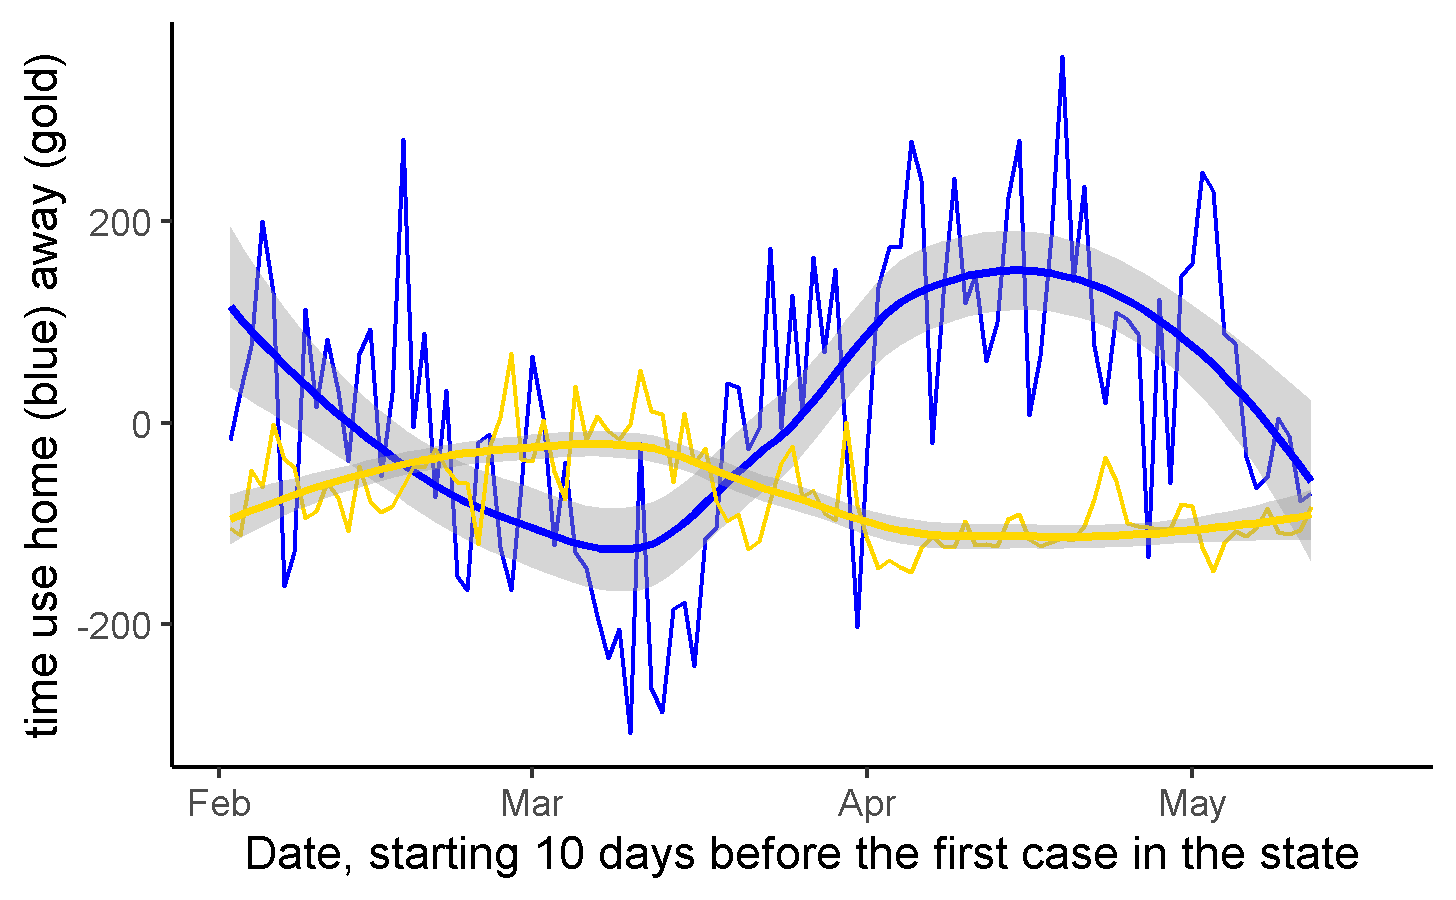 time use home (blue) away (gold)
200
0
-200
Feb Mar Apr May
Date, starting 10 days before the first case in the state